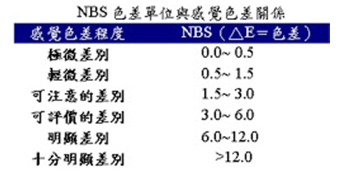 NBS 色差單位與感覺色差關係
感覺色差程度 NBS（△E＝色差）
極微差別 0.0~ 0.5
輕微差別 0.5~ 1.5
可注意的差別 1.5~ 3.0
可評價的差別 3.0~ 6.0
明顯差別 6.0~12.0
十分明顯差別 >12.0